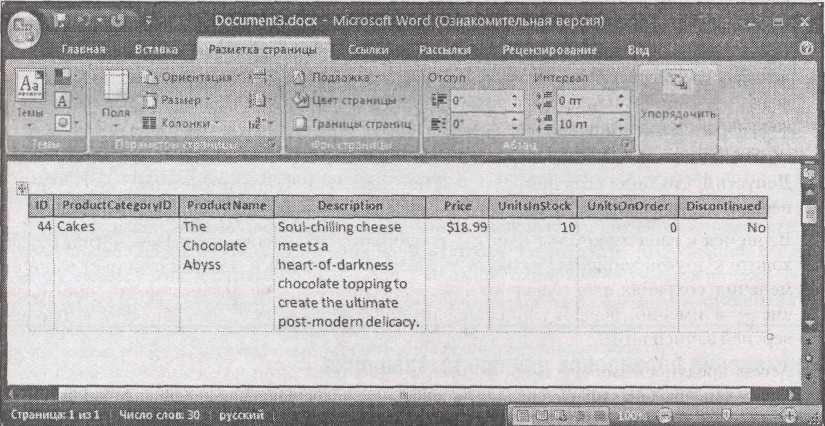 Document3.docx - Microsoft Word (Ознакомительная версия)
Главная Вставка Разметка страницы Ссылки Рассылки Рецензирование Вид
Aa
Темы
A
Поля
Ориентация
Размер
Колонки
Параметры страницы
Подложка
Цвет страницы
Границы страниц
Фон страницы
Отступ Интервал
0" 0 пт
0" 10 пт
Абзац
Упорядочить
Темы
ID ProductCategoryID ProductName Description Price UnitsInStock UnitsOnOrder Discontinued
44 Cakes The Soul-chilling cheese $18.99 10 0 No
Chocolate meets a
Abyss heart-of-darkness
chocolate topping to
create the ultimate
post-modern delicacy.
Страница: 1 из 1 Число слов: 30 русский 100%